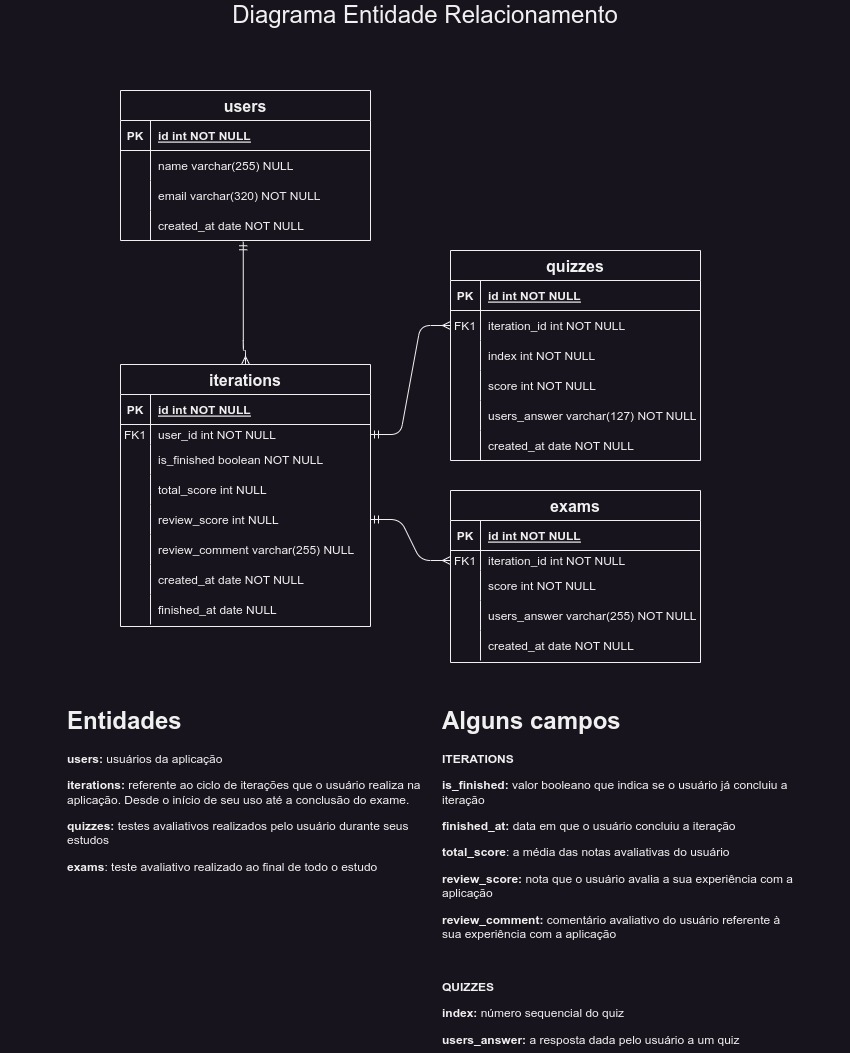 Diagrama Entidade Relacionamento
users
PK id int NOT NULL
name varchar(255) NULL
email varchar(320) NOT NULL
created_at date NOT NULL
iterations
PK id int NOT NULL
FK1 user_id int NOT NULL
is_finished boolean NOT NULL
total_score int NULL
review_score int NULL
review_comment varchar(255) NULL
created_at date NOT NULL
finished_at date NULL
quizzes
PK id int NOT NULL
FK1 iteration_id int NOT NULL
index int NOT NULL
score int NOT NULL
users_answer varchar(127) NOT NULL
created_at date NOT NULL
exams
PK id int NOT NULL
FK1 iteration_id int NOT NULL
score int NOT NULL
users_answer varchar(255) NOT NULL
created_at date NOT NULL
Entidades
users: usuários da aplicação
iterations: referente ao ciclo de iterações que o usuário realiza na
aplicação. Desde o início de seu uso até a conclusão do exame.
quizzes: testes avaliativos realizados pelo usuário durante seus
estudos
exams: teste avaliativo realizado ao final de todo o estudo
Alguns campos
ITERATIONS
is_finished: valor booleano que indica se o usuário já concluiu a
iteração
finished_at: data em que o usuário concluiu a iteração
total_score: a média das notas avaliativas do usuário
review_score: nota que o usuário avalia a sua experiência com a
aplicação
review_comment: comentário avaliativo do usuário referente à
sua experiência com a aplicação
QUIZZES
index: número sequencial do quiz
users_answer: a resposta dada pelo usuário a um quiz